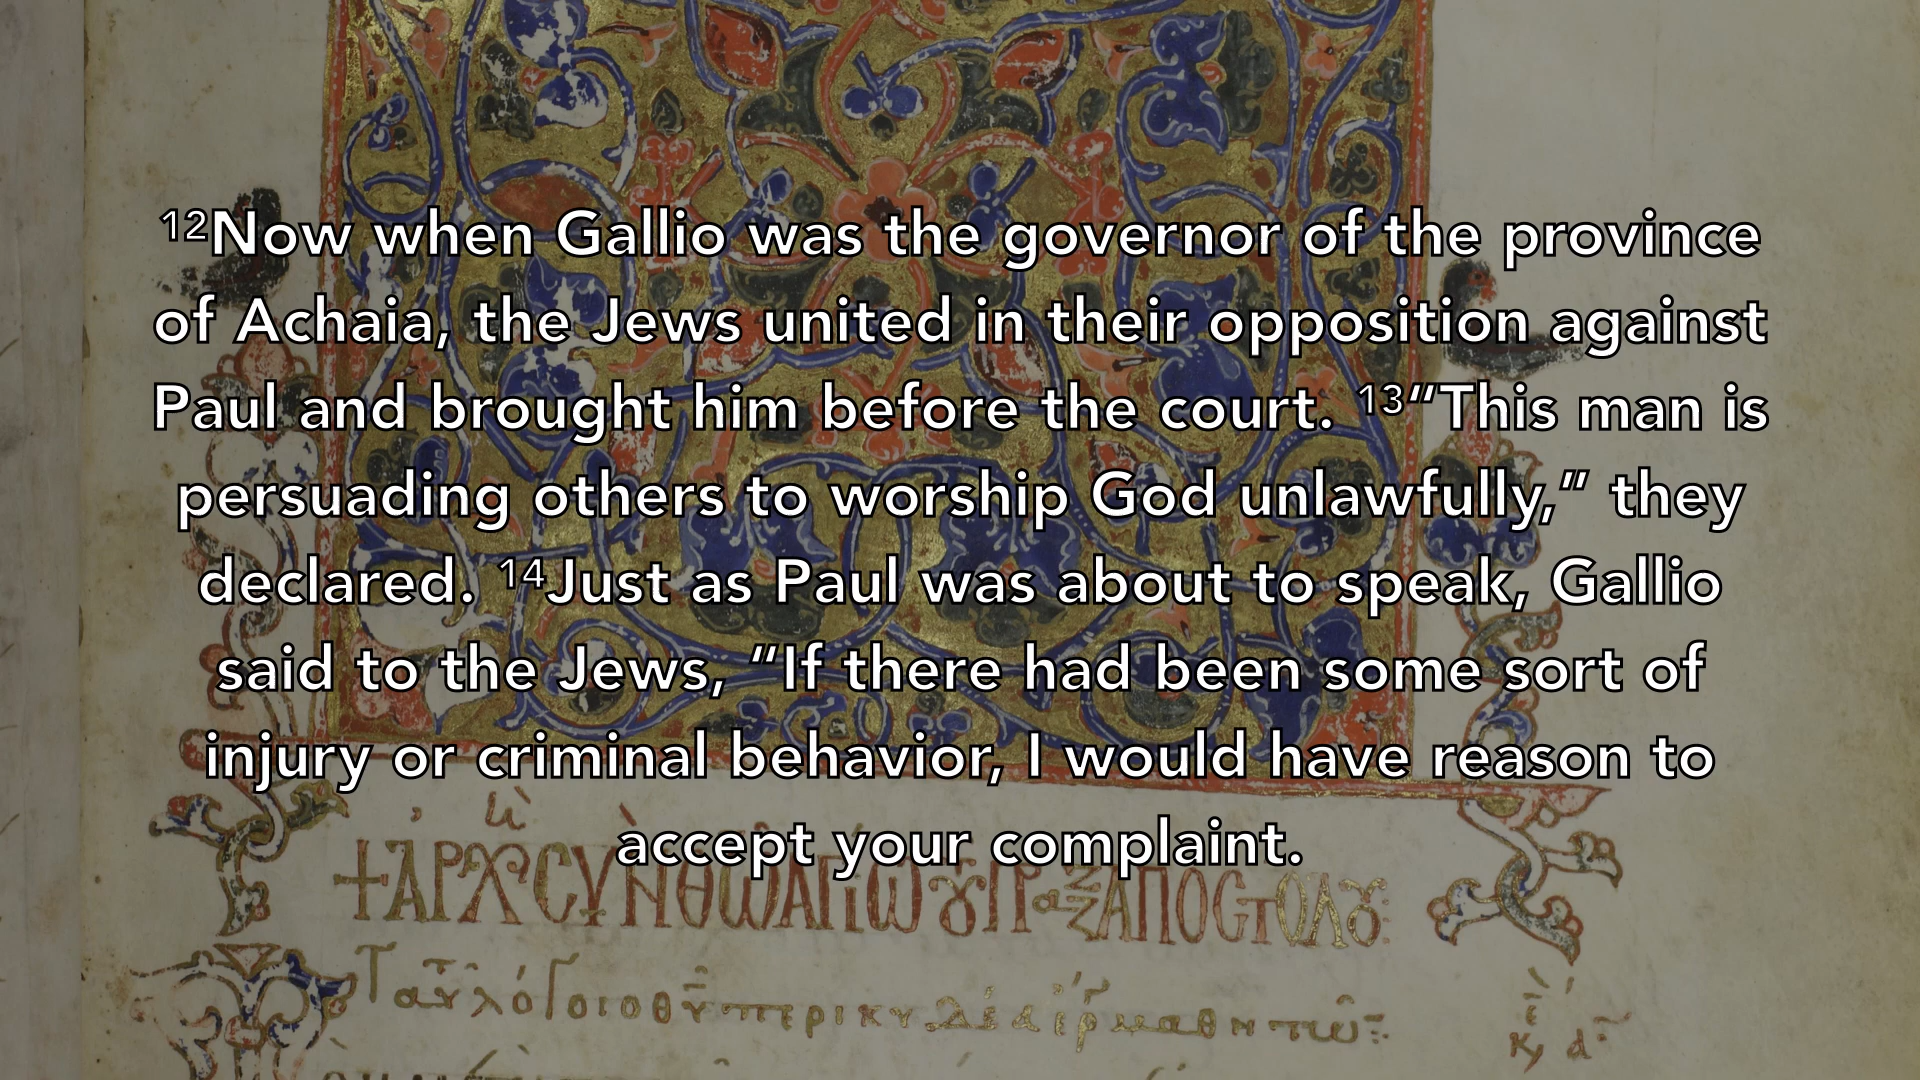 ¹²Now when Gallio was the governor of the province
of Achaia, the Jews united in their opposition against
Paul and brought him before the court. ¹³“This man is
persuading others to worship God unlawfully,” they
declared. ¹⁴Just as Paul was about to speak, Gallio
said to the Jews, “If there had been some sort of
injury or criminal behavior, I would have reason to
accept your complaint.